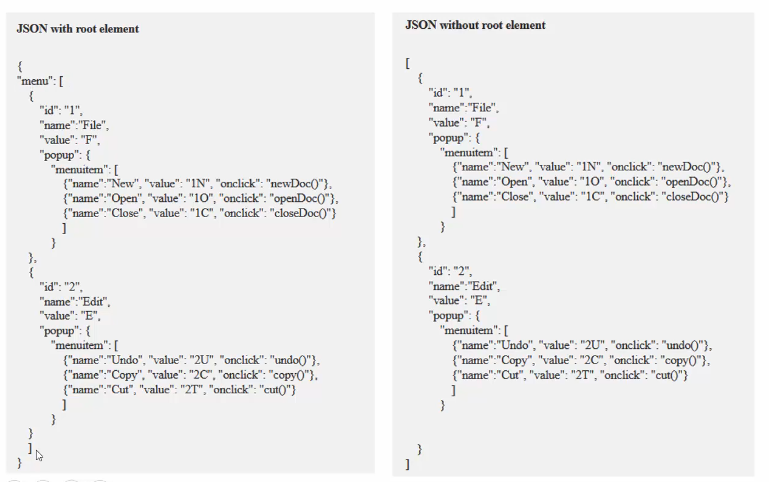 JSON with root element
{
"menu": [
{
"id": "1",
"name":"File",
"value": "F",
"popup": {
"menuitem": [
{"name":"New", "value": "1N", "onclick": "newDoc()"},
{"name":"Open", "value": "1O", "onclick": "openDoc()"},
{"name":"Close", "value": "1C", "onclick": "closeDoc()"}
]
}
},
{
"id": "2",
"name":"Edit",
"value": "E",
"popup": {
"menuitem": [
{"name":"Undo", "value": "2U", "onclick": "undo()"},
{"name":"Copy", "value": "2C", "onclick": "copy()"},
{"name":"Cut", "value": "2T", "onclick": "cut()"}
]
}
}
]
}
JSON without root element
[
{
"id": "1",
"name":"File",
"value": "F",
"popup": {
"menuitem": [
{"name":"New", "value": "1N", "onclick": "newDoc()"},
{"name":"Open", "value": "1O", "onclick": "openDoc()"},
{"name":"Close", "value": "1C", "onclick": "closeDoc()"}
]
}
},
{
"id": "2",
"name":"Edit",
"value": "E",
"popup": {
"menuitem": [
{"name":"Undo", "value": "2U", "onclick": "undo()"},
{"name":"Copy", "value": "2C", "onclick": "copy()"},
{"name":"Cut", "value": "2T", "onclick": "cut()"}
]
}
}
]